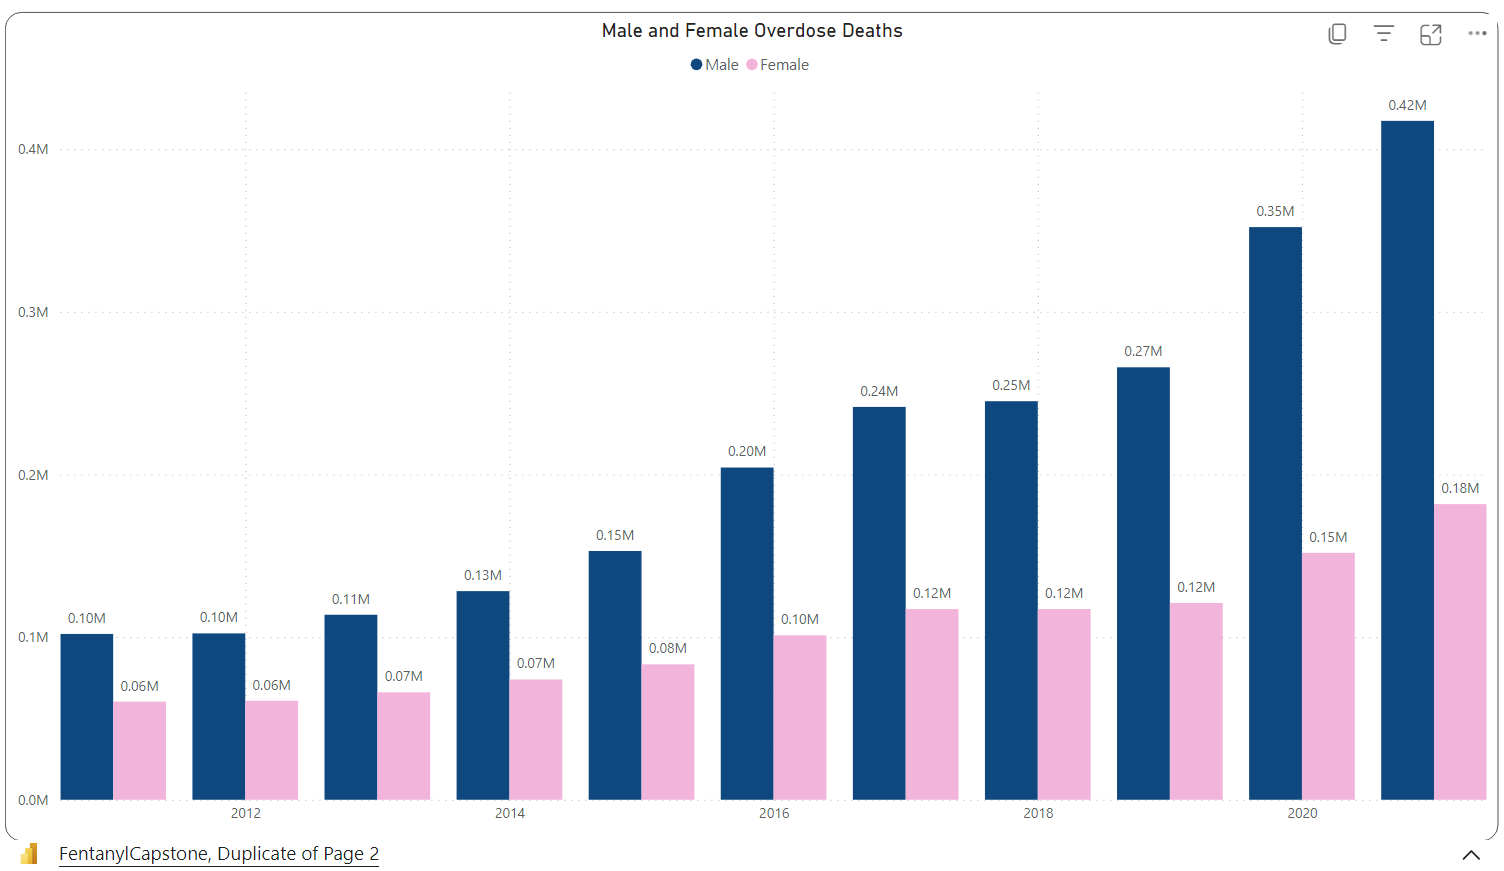 Male and Female Overdose Deaths
Male Female
0.42M
0.4M
0.35M
0.3M
0.27M
0.25M
0.24M
0.20M
0.2M
0.18M
0.15M
0.15M
0.13M
0.12M
0.12M
0.12M
0.11M
0.10M
0.10M
0.10M
0.1M
0.08M
0.07M
0.07M
0.06M
0.06M
0.0M
2012 2014 2016 2018 2020
FentanylCapstone, Duplicate of Page 2